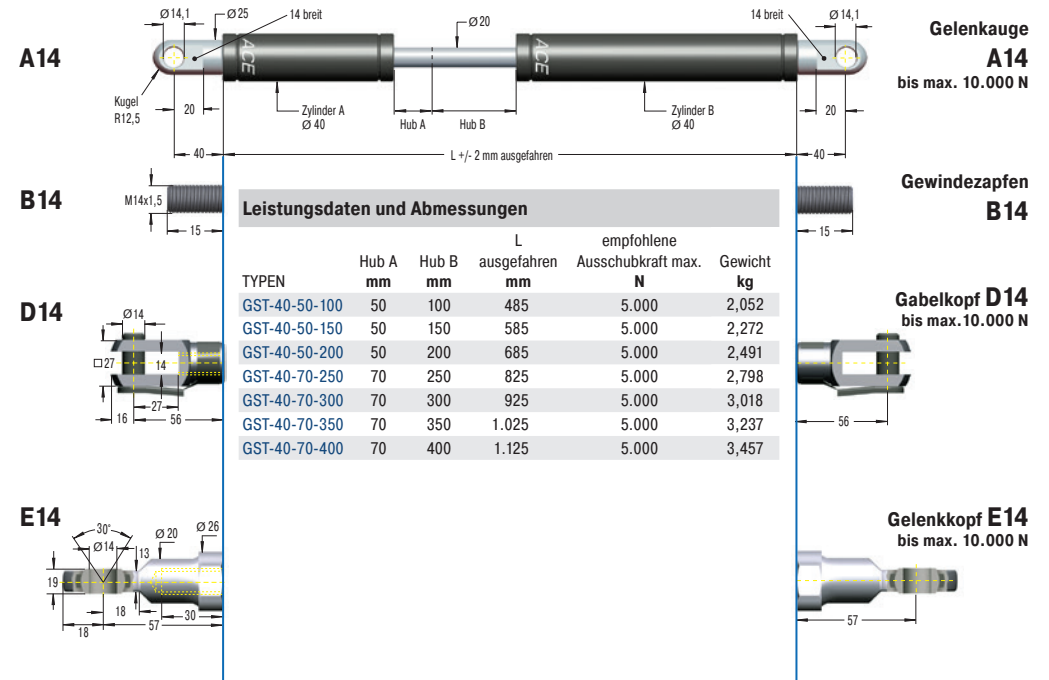 Ø 14,1
Ø 25
14 breit
Ø 20
14 breit
Ø 14,1
Gelenkauge
A14
A14
bis max. 10.000 N
ACE
ACE
Kugel
R12,5
20
Zylinder A
Ø 40
Hub A
Hub B
Zylinder B
Ø 40
20
40
L +/- 2 mm ausgefahren
40
B14
M14x1,5
15
Gewindezapfen
B14
15
Leistungsdaten und Abmessungen
L empfohlene
Hub A Hub B ausgefahren Ausschubkraft max. Gewicht
TYPEN mm mm mm N kg
GST-40-50-100 50 100 485 5.000 2,052
GST-40-50-150 50 150 585 5.000 2,272
GST-40-50-200 50 200 685 5.000 2,491
GST-40-70-250 70 250 825 5.000 2,798
GST-40-70-300 70 300 925 5.000 3,018
GST-40-70-350 70 350 1.025 5.000 3,237
GST-40-70-400 70 400 1.125 5.000 3,457
D14
Ø 14
□ 27
14
27
16
56
Gabelkopf D14
bis max.10.000 N
56
E14
30°
Ø 14
13
Ø 20
Ø 26
19
18
30
18
57
Gelenkkopf E14
bis max. 10.000 N
57